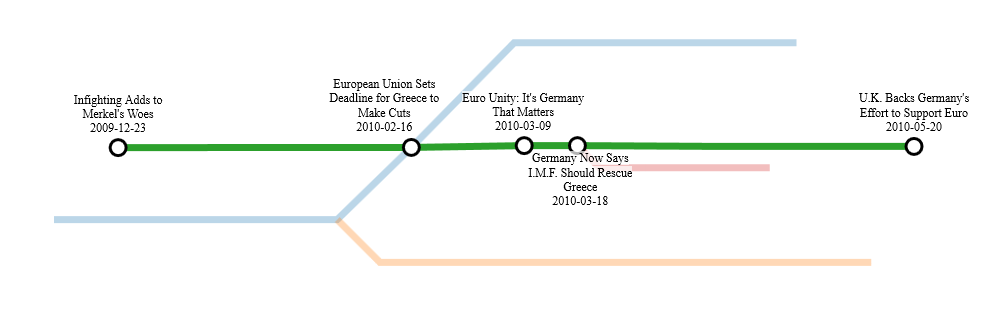 Infighting Adds to
Merkel's Woes
2009-12-23
European Union Sets
Deadline for Greece to
Make Cuts
2010-02-16
Euro Unity: It's Germany
That Matters
2010-03-09
Germany Now Says
I.M.F. Should Rescue
Greece
2010-03-18
U.K. Backs Germany's
Effort to Support Euro
2010-05-20